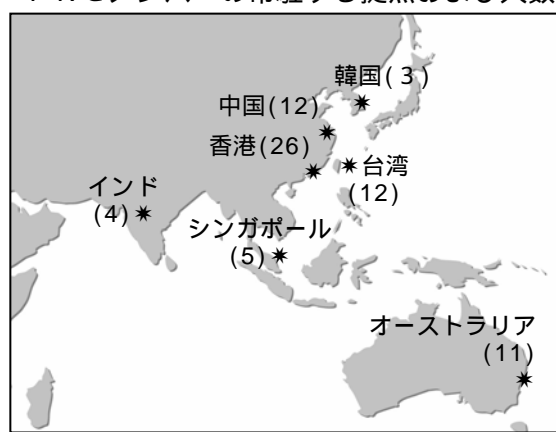 韓国(3)
中国(12)
香港(26)
台湾
(12)
インド
(4)
シンガポール
(5)
オーストラリア
(11)